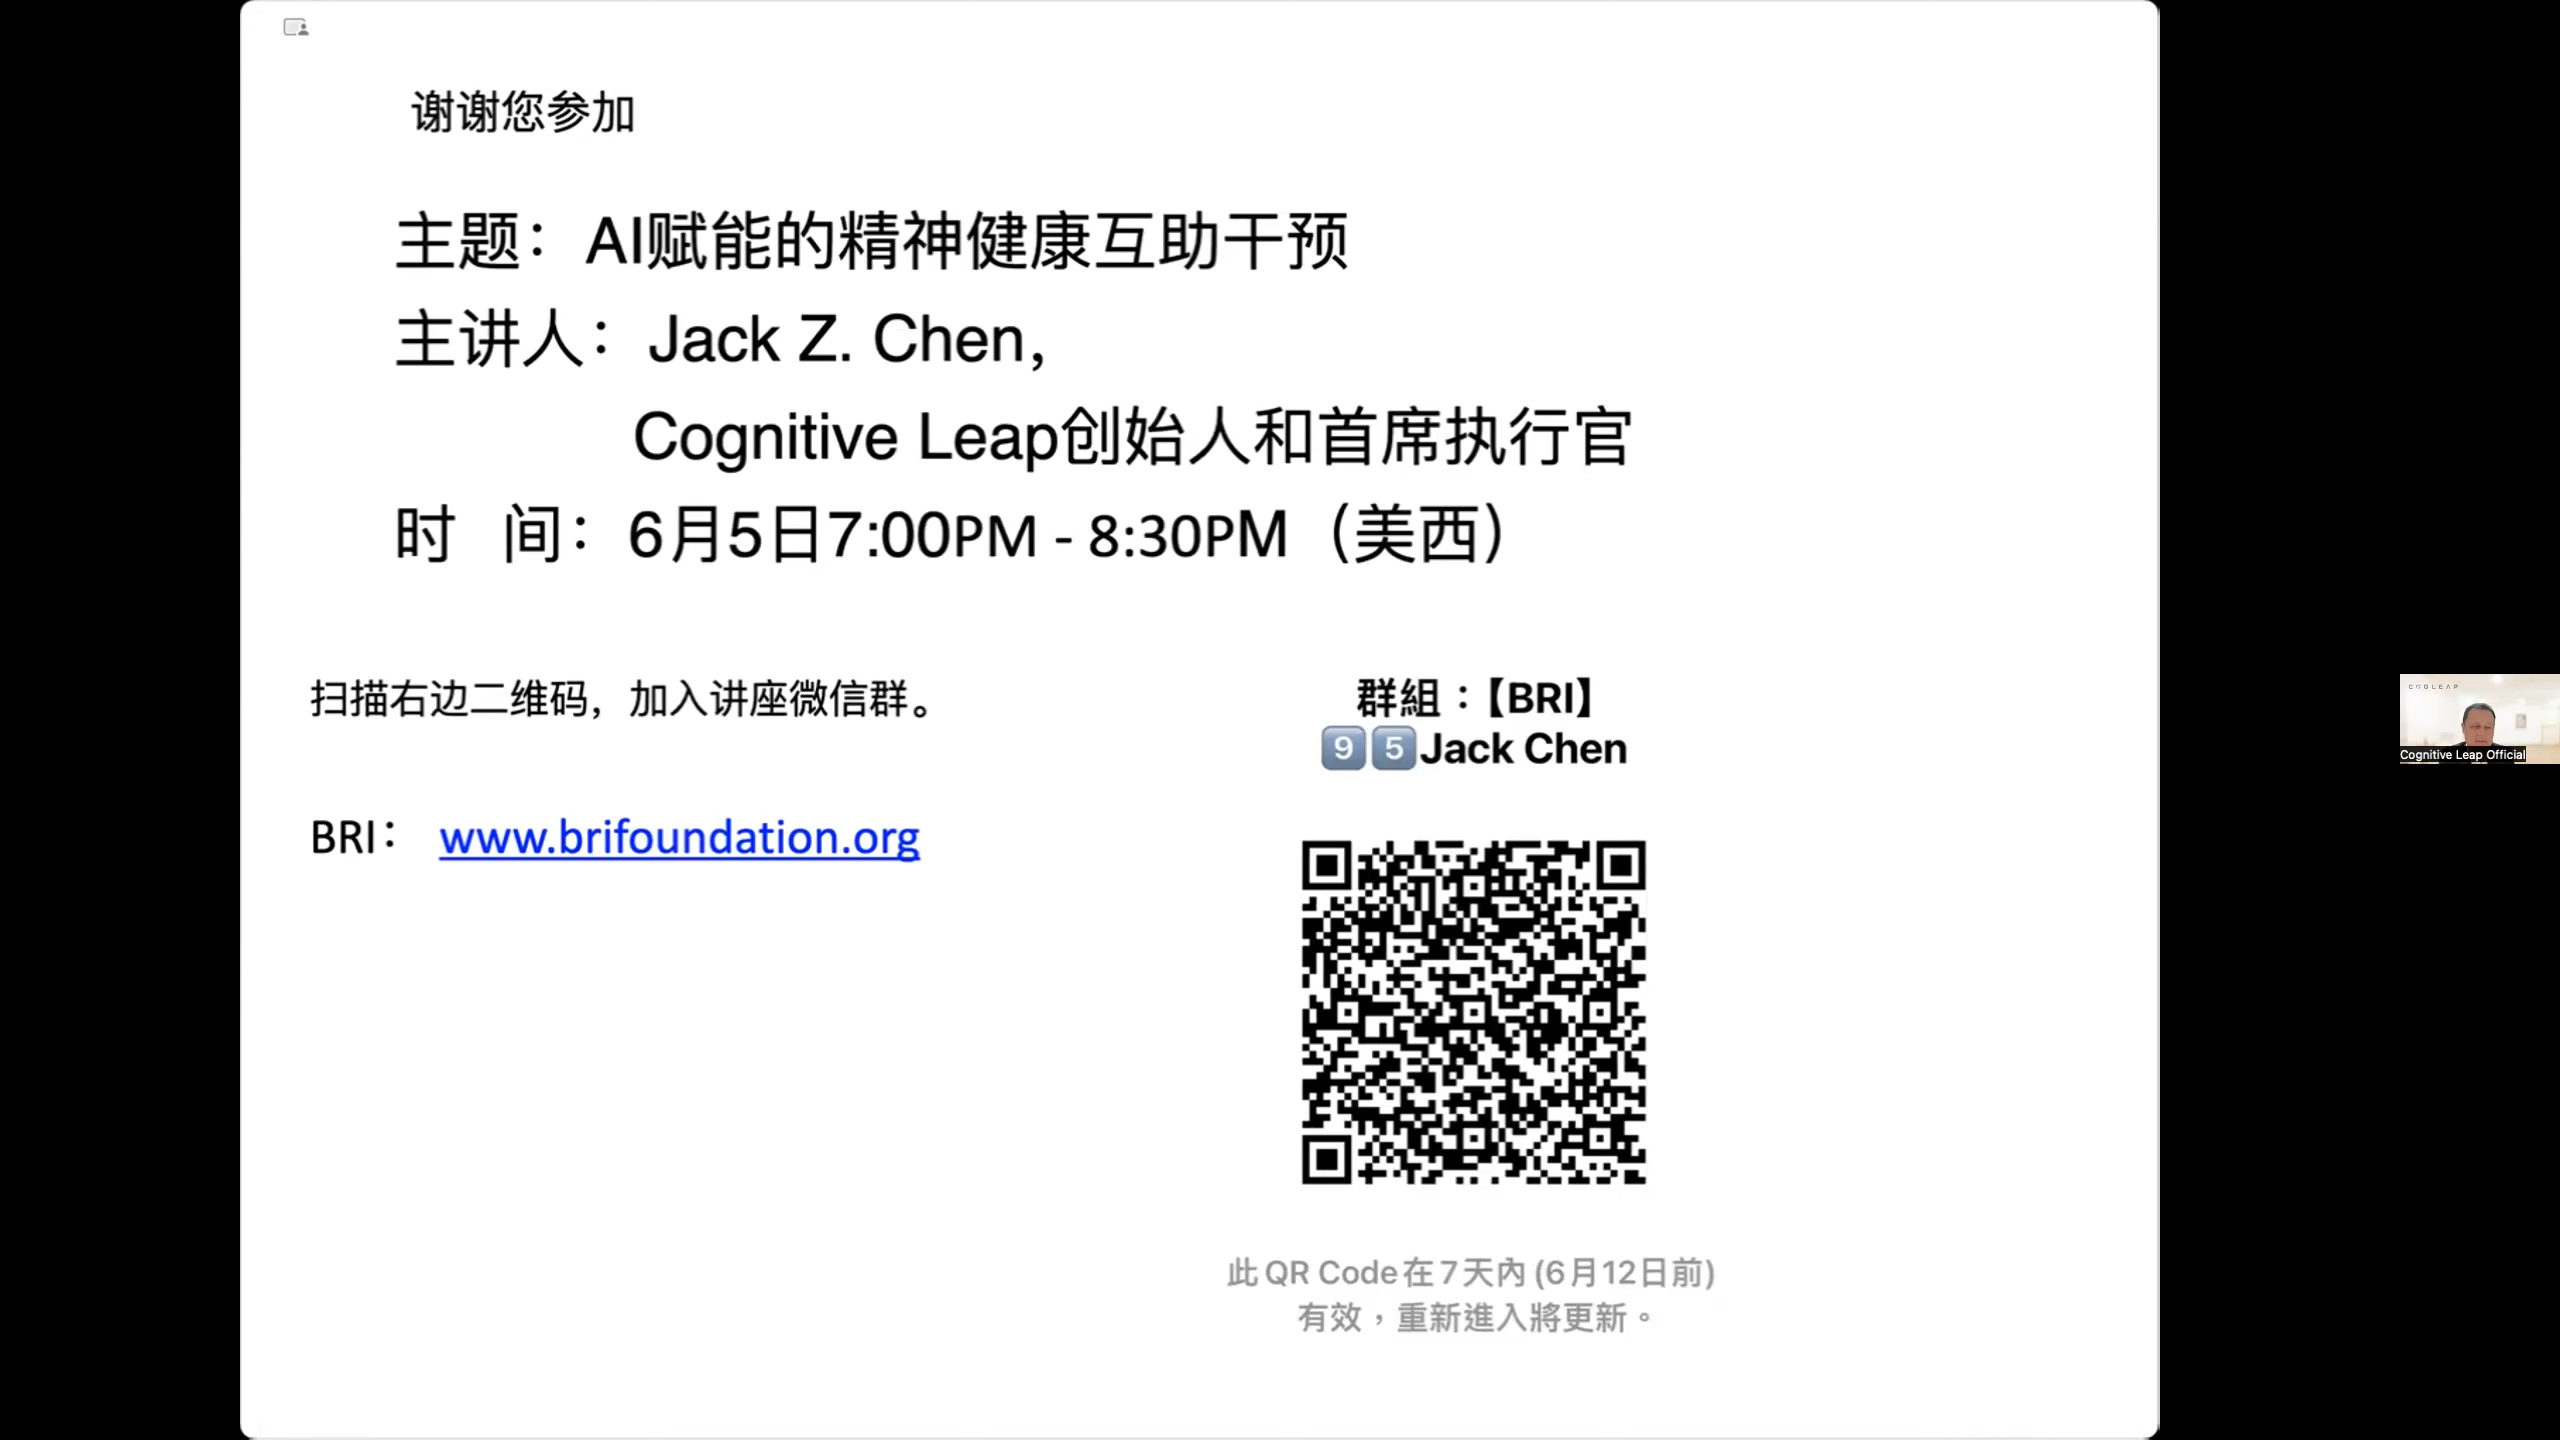 谢谢您参加
主题：AI赋能的精神健康互助干预
主讲人：Jack Z. Chen，
Cognitive Leap创始人和首席执行官
时 间：6月5日7:00PM - 8:30PM（美西）
扫描右边二维码，加入讲座微信群。
BRI： www.brifoundation.org
群組：【BRI】
9️⃣5️⃣Jack Chen
此 QR Code在 7 天內 (6月12日前)
有效，重新進入將更新。
COGLEAP
Cognitive Leap Official